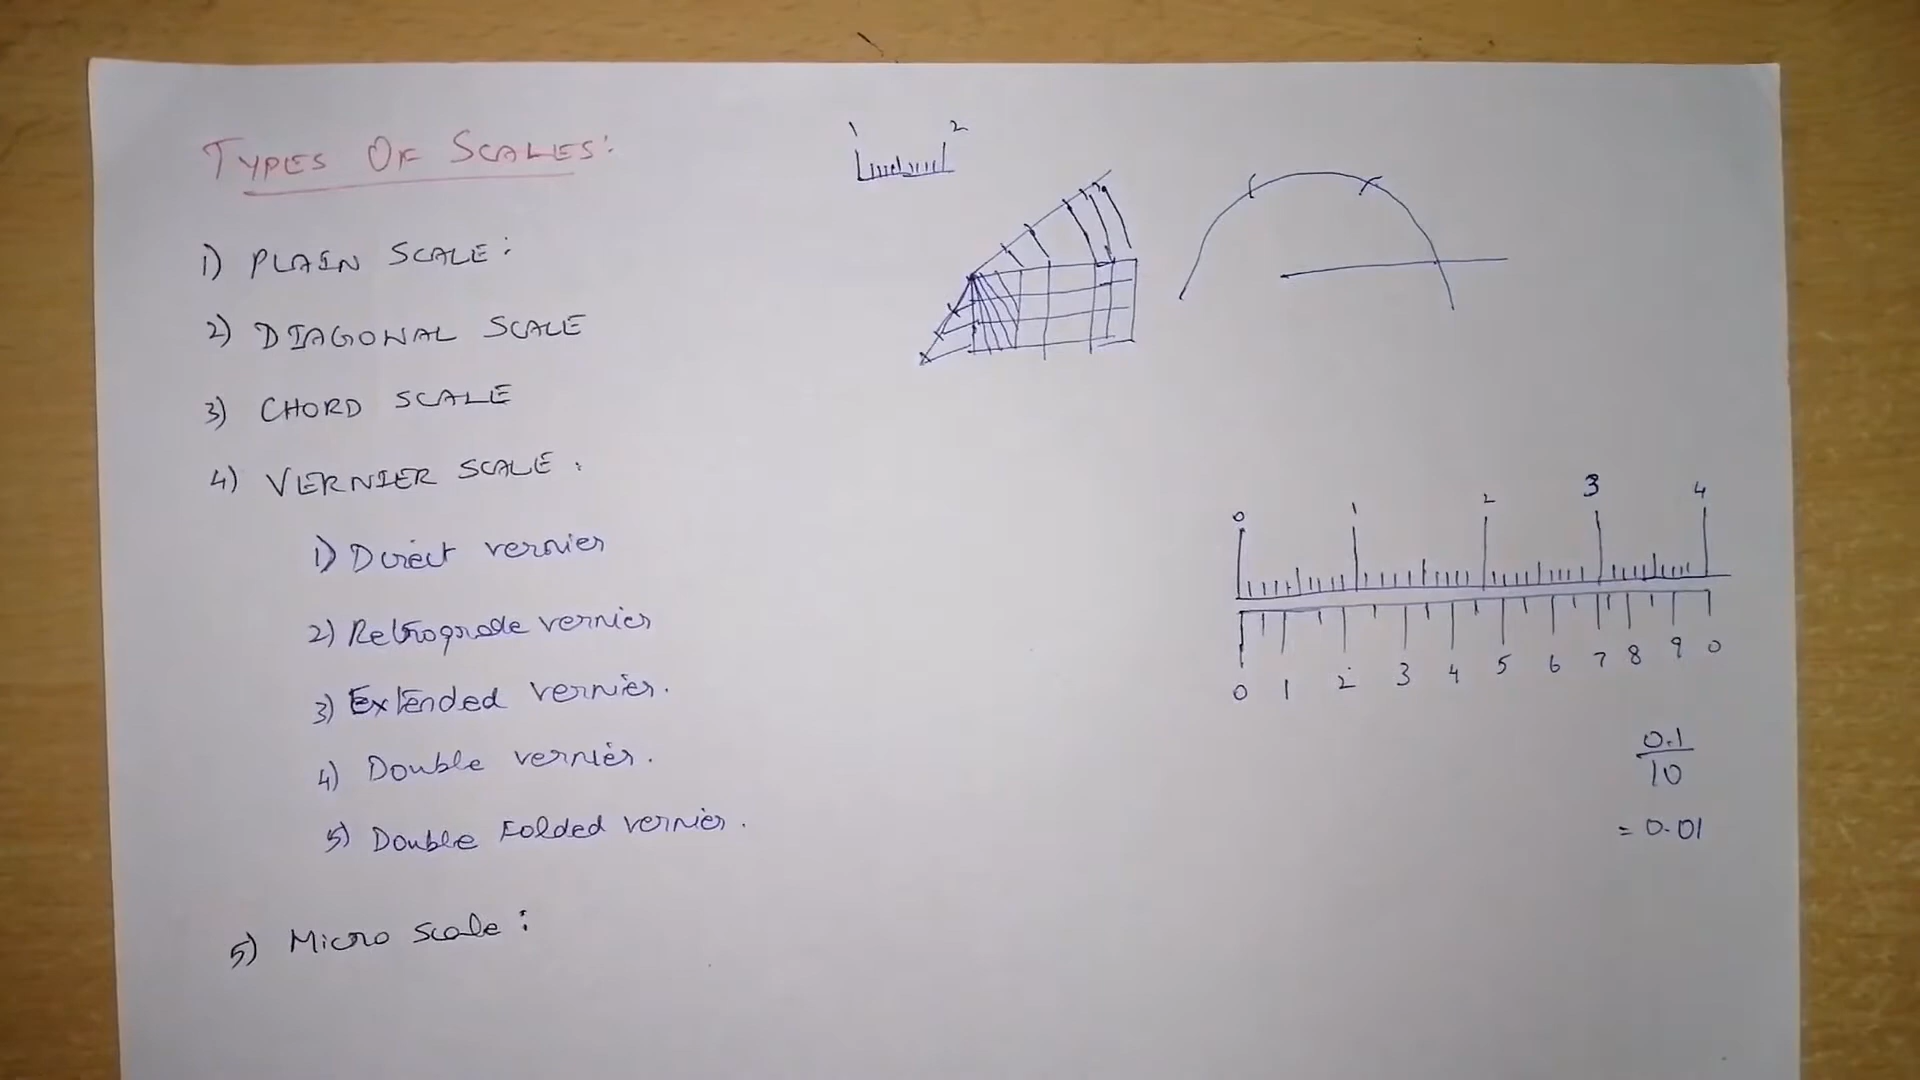 TYPES OF SCALES:
1) PLAIN SCALE:
2) DIAGONAL SCALE
3) CHORD SCALE
4) VERNIER SCALE:
1) Direct vernier
2) Retrograde vernier
3) Extended vernier.
4) Double vernier.
5) Double Folded vernier.
5) Micro scale:
1 2
0 1 2 3 4
0 1 2 3 4 5 6 7 8 9 0
0.1
10
= 0.01